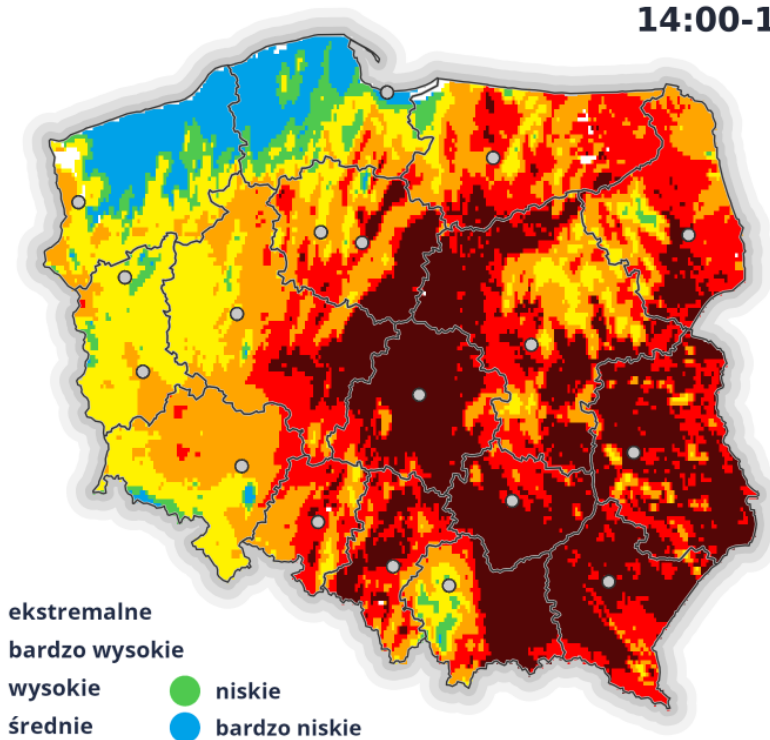 14:00-1
ekstremalne
bardzo wysokie
wysokie
niskie
średnie
bardzo niskie